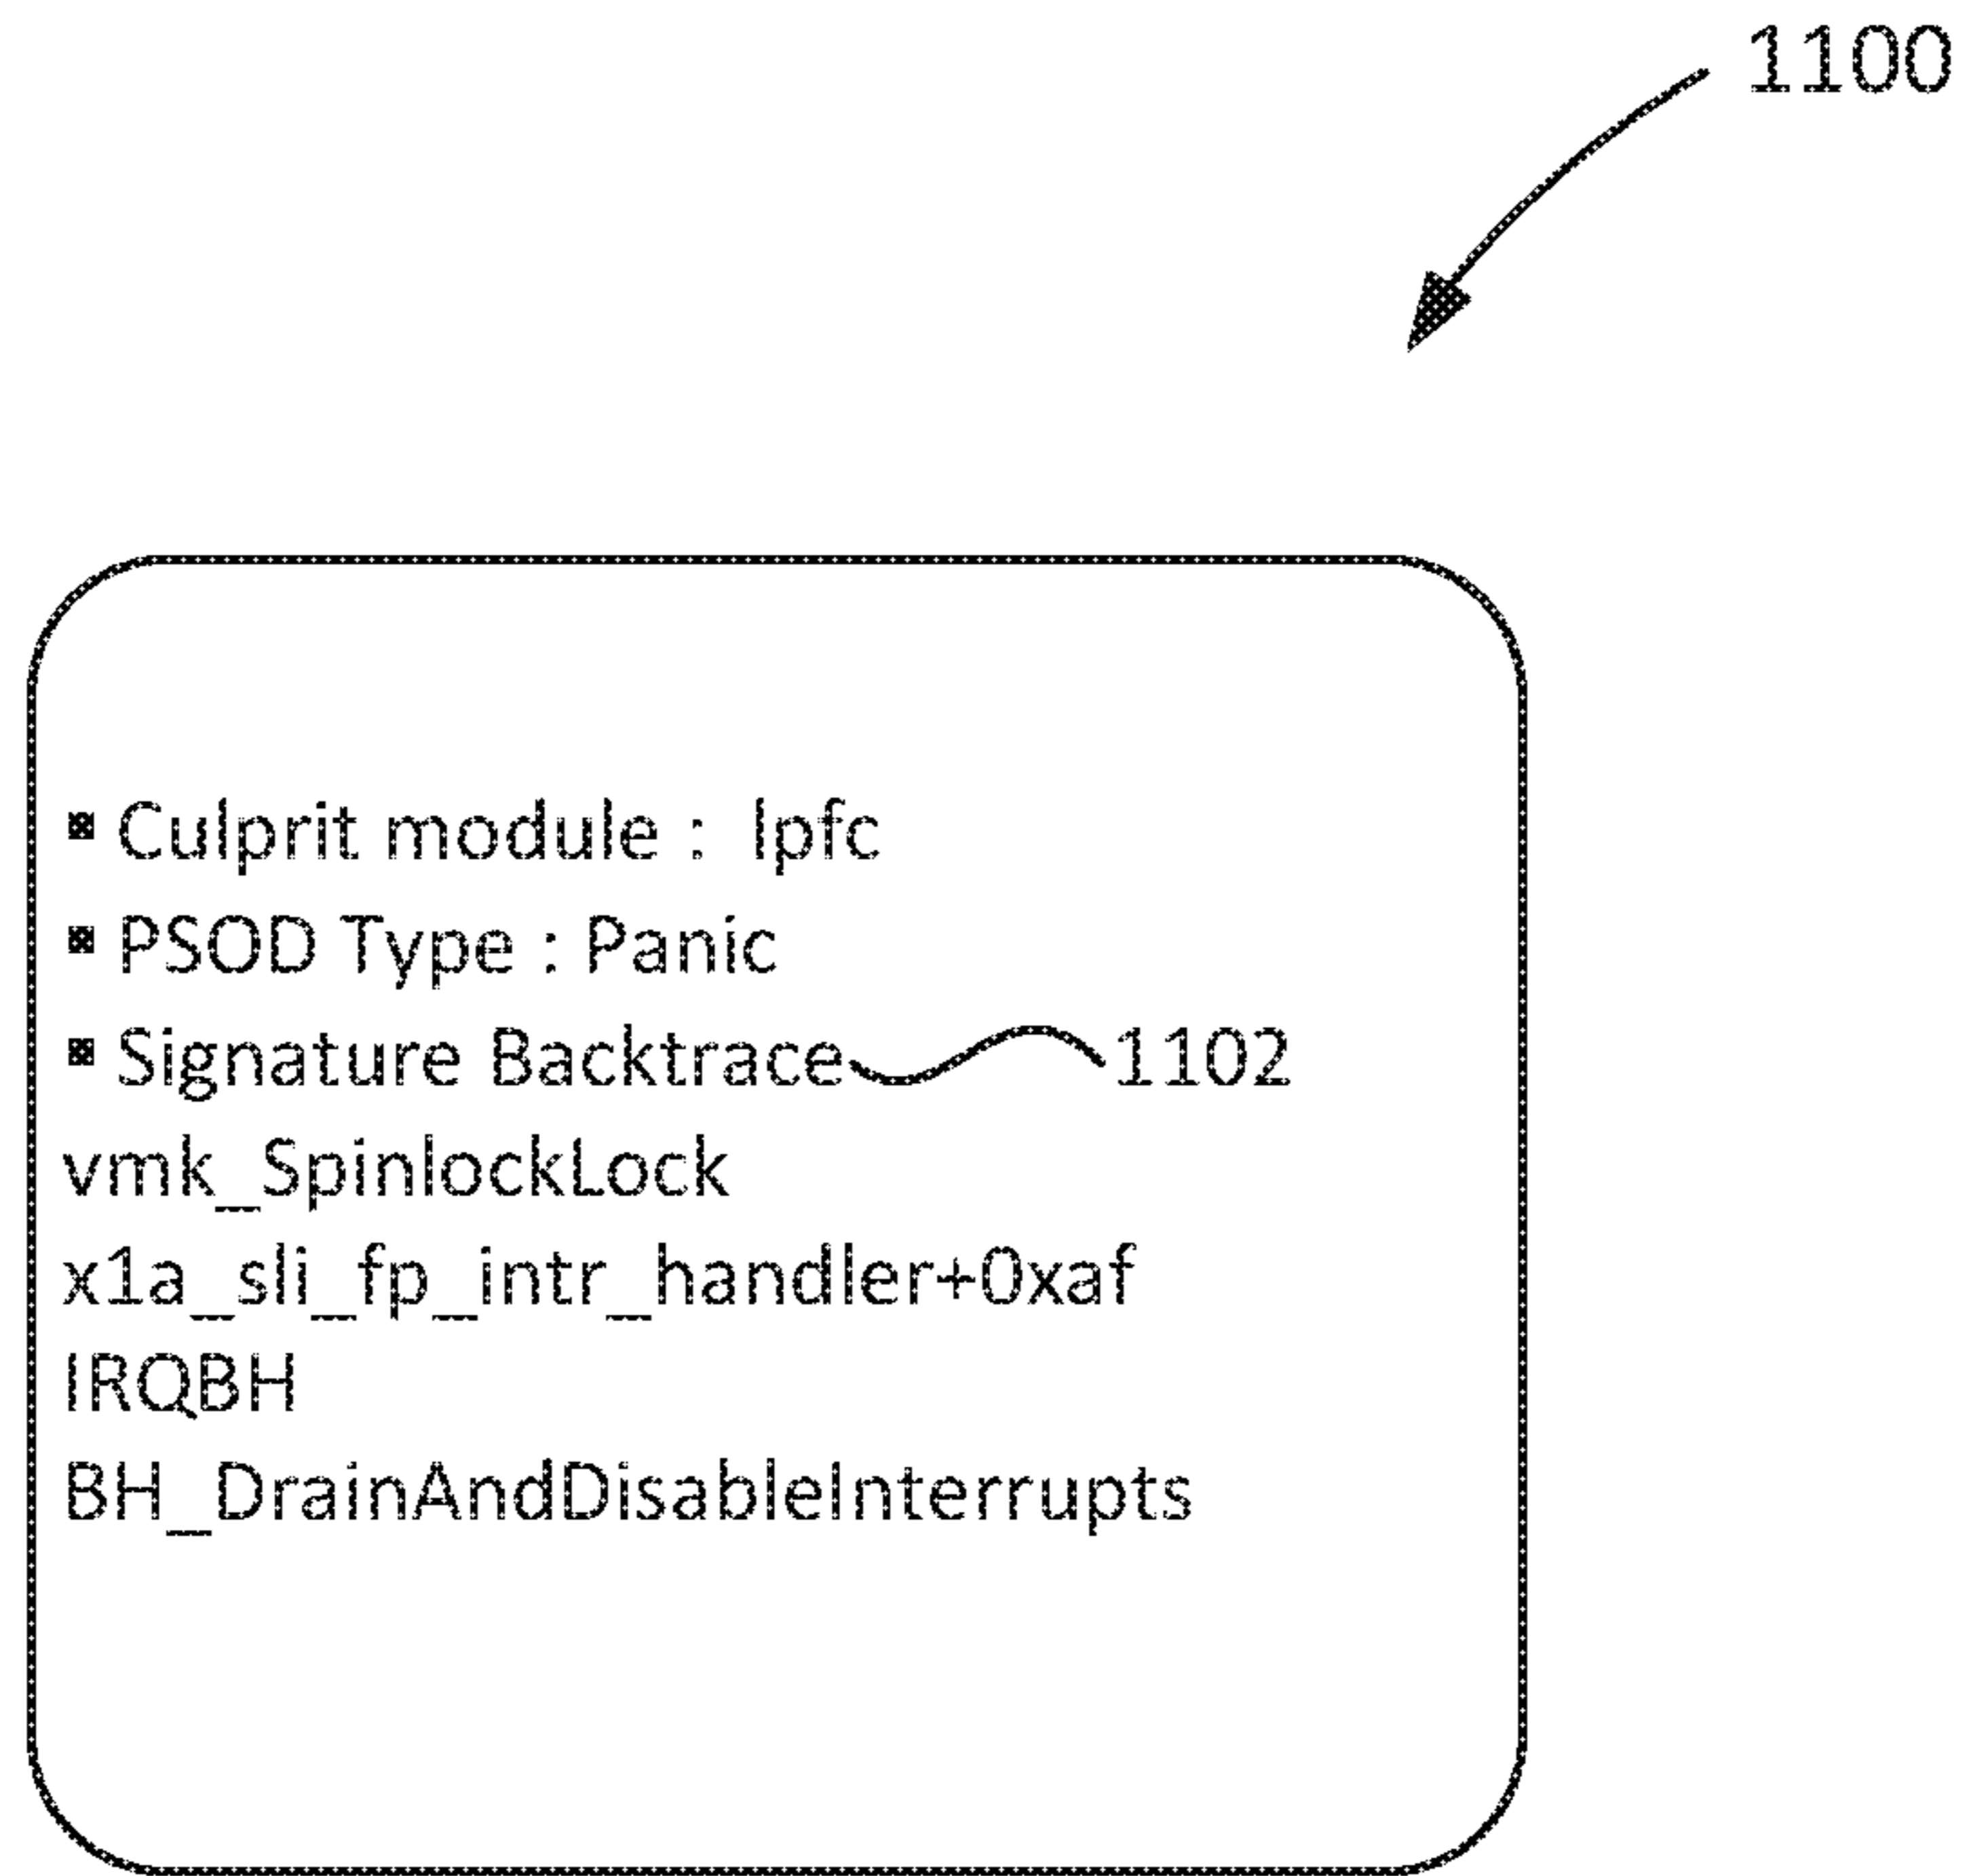 1100
▪ Culprit module : lpfc
▪ PSOD Type : Panic
▪ Signature Backtrace 1102
vmk_SpinlockLock
x1a_sli_fp_intr_handler+0xaf
IRQBH
BH_DrainAndDisableInterrupts